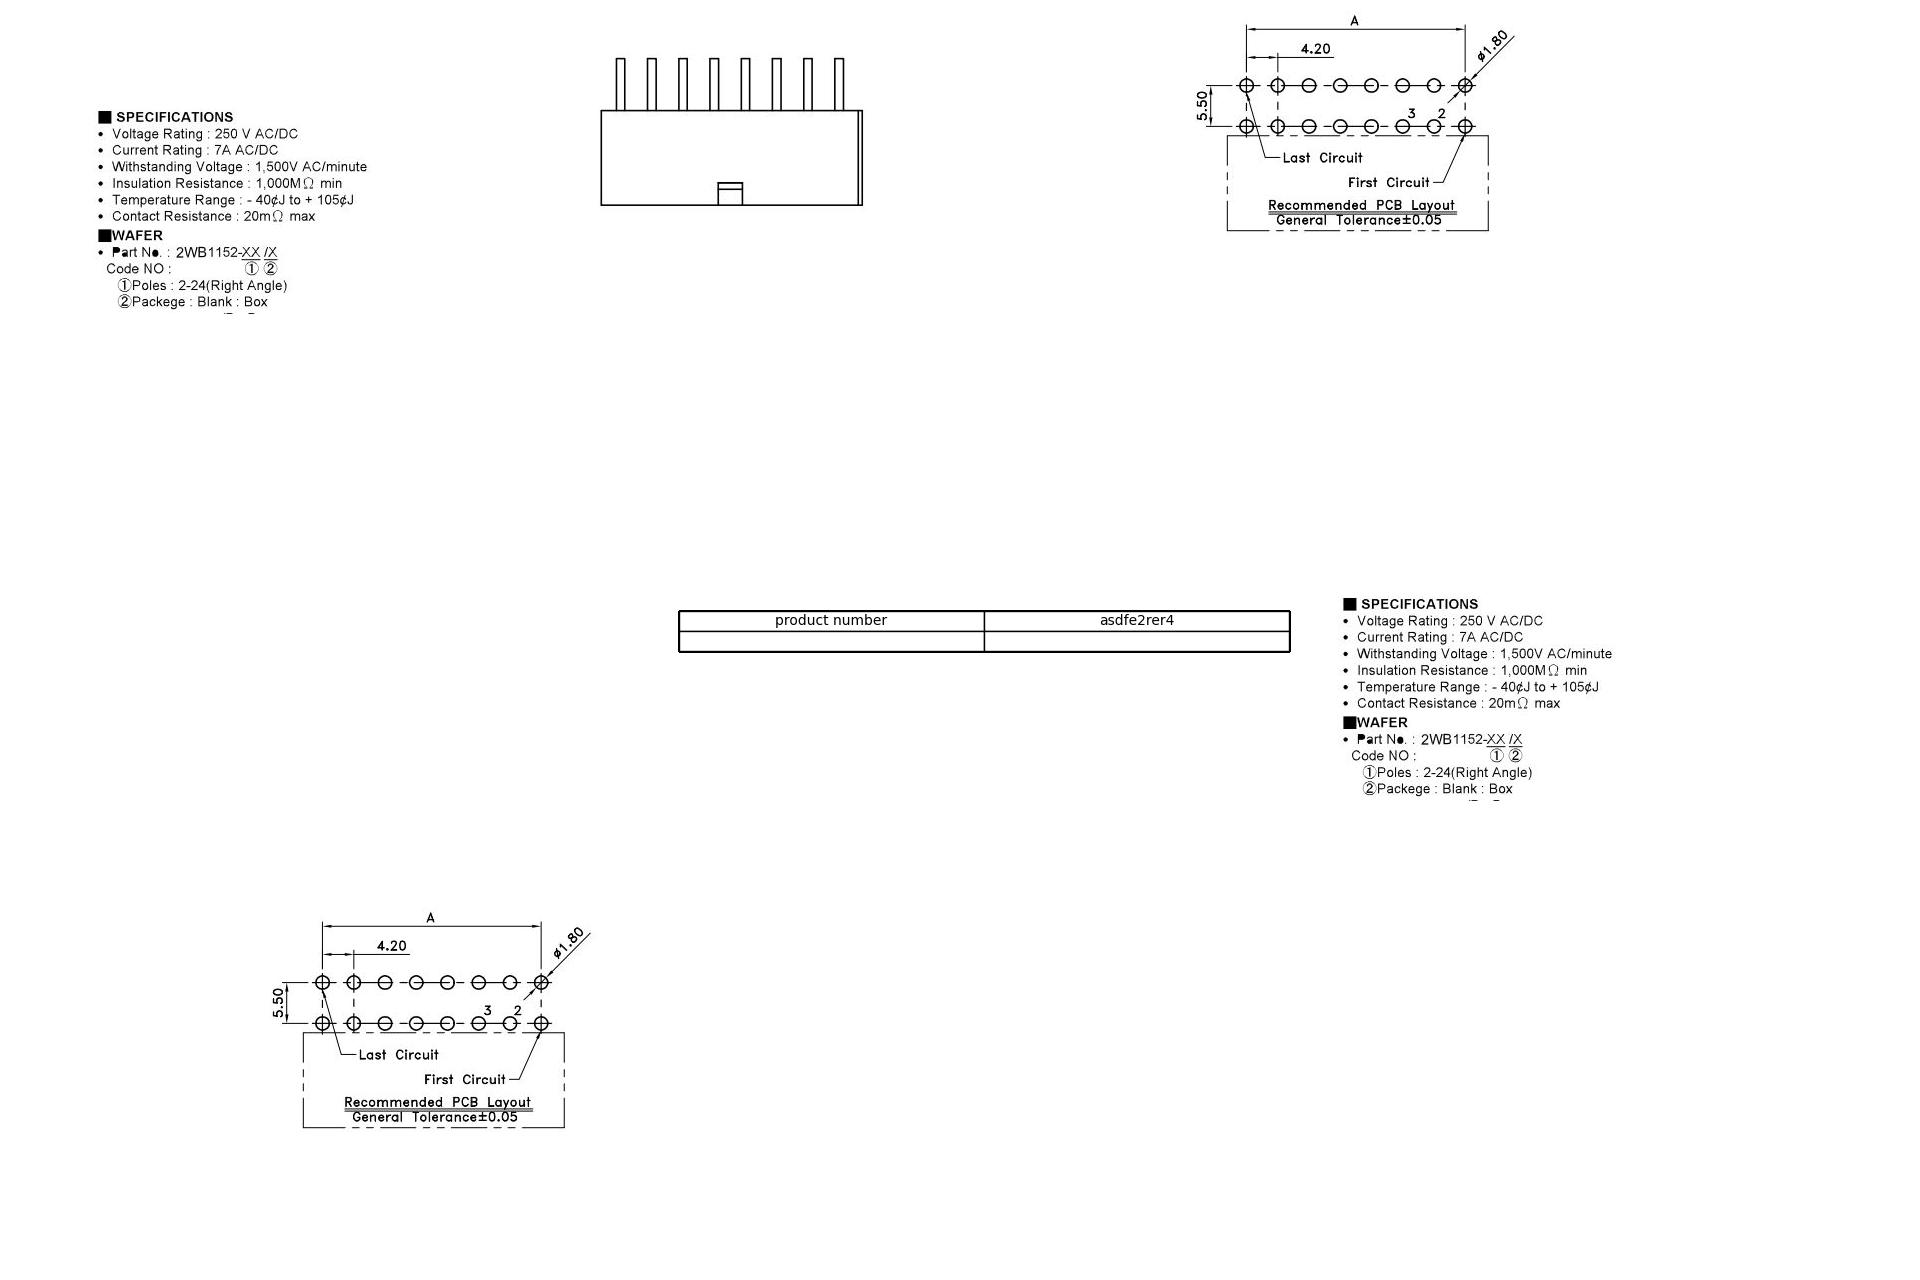 ■ SPECIFICATIONS
• Voltage Rating : 250 V AC/DC
• Current Rating : 7A AC/DC
• Withstanding Voltage : 1,500V AC/minute
• Insulation Resistance : 1,000MΩ min
• Temperature Range : - 40¢J to + 105¢J
• Contact Resistance : 20mΩ max
■WAFER
• Part No. : 2WB1152-XX /X
Code NO : ① ②
①Poles : 2-24(Right Angle)
②Packege : Blank : Box
A
4.20
ø1.80
5.50
3 2
Last Circuit
First Circuit
Recommended PCB Layout
General Tolerance±0.05
product number asdfe2rer4
■ SPECIFICATIONS
• Voltage Rating : 250 V AC/DC
• Current Rating : 7A AC/DC
• Withstanding Voltage : 1,500V AC/minute
• Insulation Resistance : 1,000MΩ min
• Temperature Range : - 40¢J to + 105¢J
• Contact Resistance : 20mΩ max
■WAFER
• Part No. : 2WB1152-XX /X
Code NO : ① ②
①Poles : 2-24(Right Angle)
②Packege : Blank : Box
A
4.20
ø1.80
5.50
3 2
Last Circuit
First Circuit
Recommended PCB Layout
General Tolerance±0.05